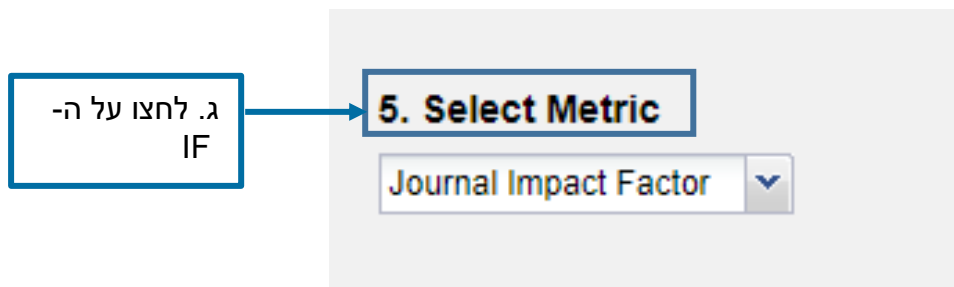 ג. לחצו על ה-
IF
5. Select Metric
Journal Impact Factor